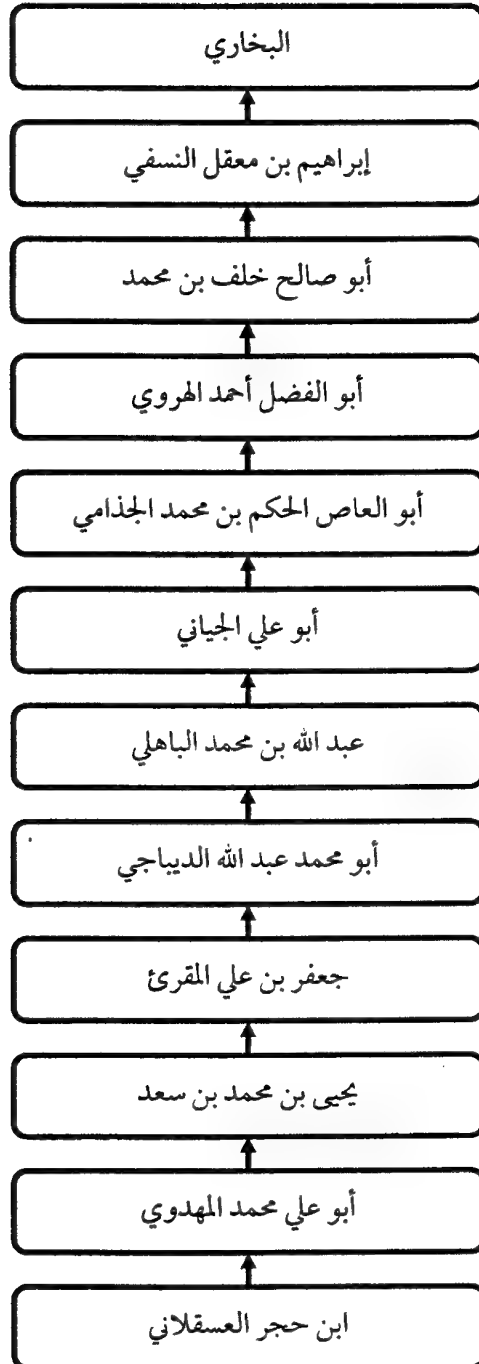 البخاري
إبراهيم بن معقل النسفي
أبو صالح خلف بن محمد
أبو الفضل أحمد الهروي
أبو العاص الحكم بن محمد الجذامي
أبو علي الجياني
عبد الله بن محمد الباهلي
أبو محمد عبد الله الديباجي
جعفر بن علي المقرئ
يحيى بن محمد بن سعد
أبو علي محمد المهدوي
ابن حجر العسقلاني